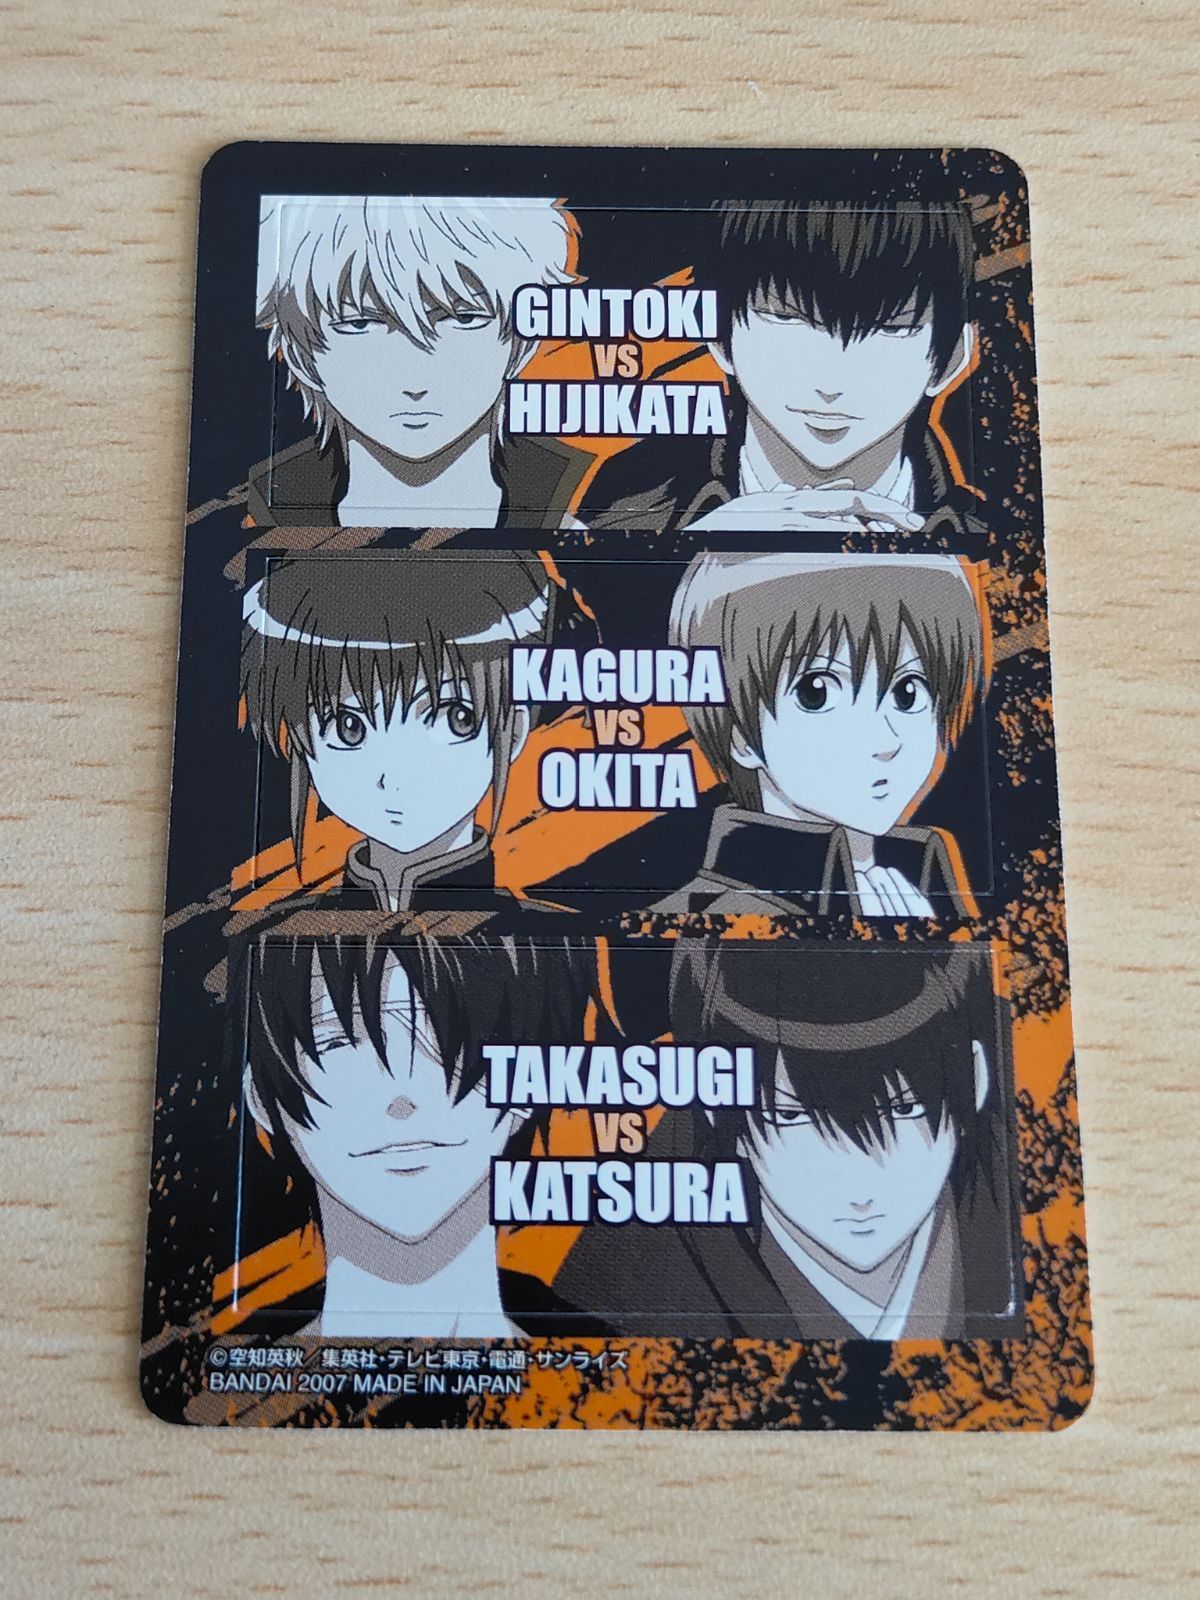 GINTOKI
VS
HIJIKATA
KAGURA
VS
OKITA
TAKASUGI
VS
KATSURA
©空知英秋／集英社・テレビ東京・電通・サンライズ
BANDAI 2007 MADE IN JAPAN